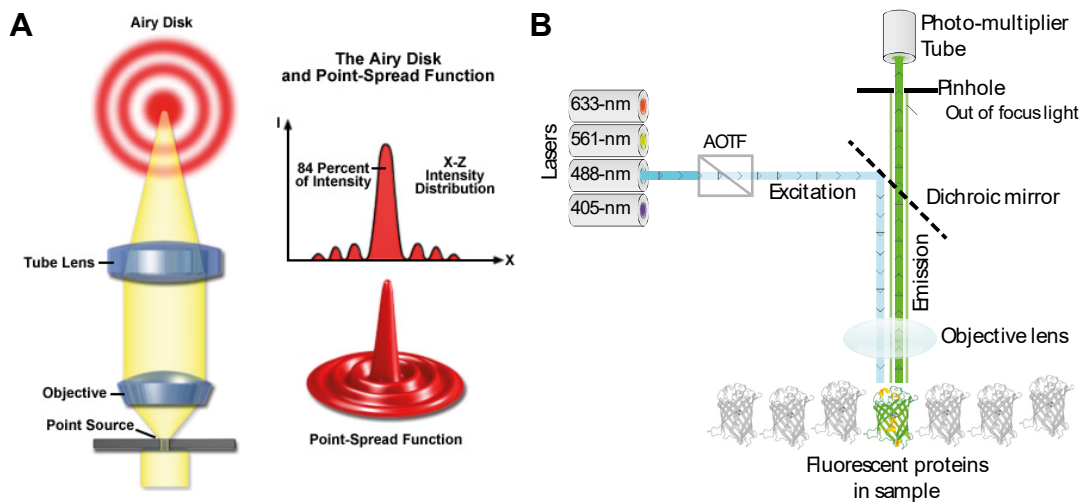 A
Airy Disk
The Airy Disk
and Point-Spread Function
I
84 Percent
of Intensity
X-Z
Intensity
Distribution
X
Tube Lens
Objective
Point Source
Point-Spread Function
B
Photo-multiplier
Tube
Pinhole
Out of focus light
Lasers
633-nm
561-nm
488-nm
405-nm
AOTF
Excitation
Dichroic mirror
Emission
Objective lens
Fluorescent proteins
in sample